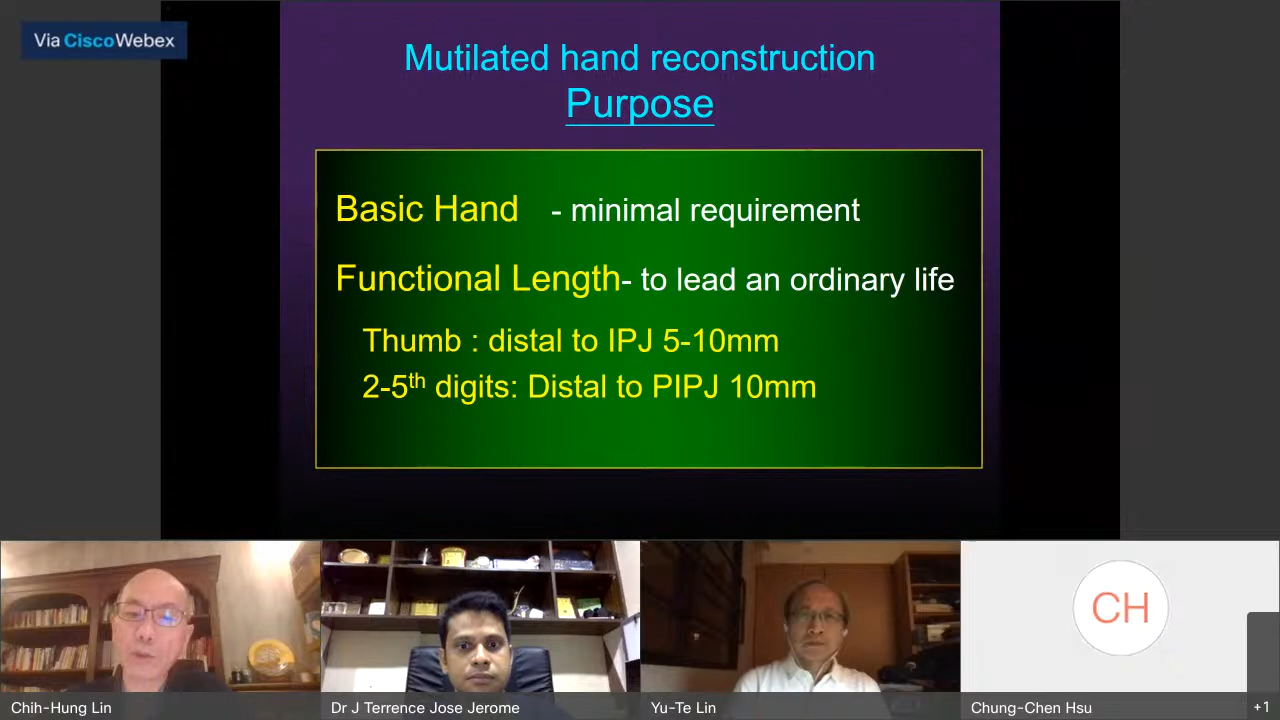 Via Cisco Webex
Mutilated hand reconstruction
Purpose
Basic Hand - minimal requirement
Functional Length- to lead an ordinary life
Thumb : distal to IPJ 5-10mm
2-5th digits: Distal to PIPJ 10mm
CH
Chih-Hung Lin
Dr J Terrence Jose Jerome
Yu-Te Lin
Chung-Chen Hsu
+1